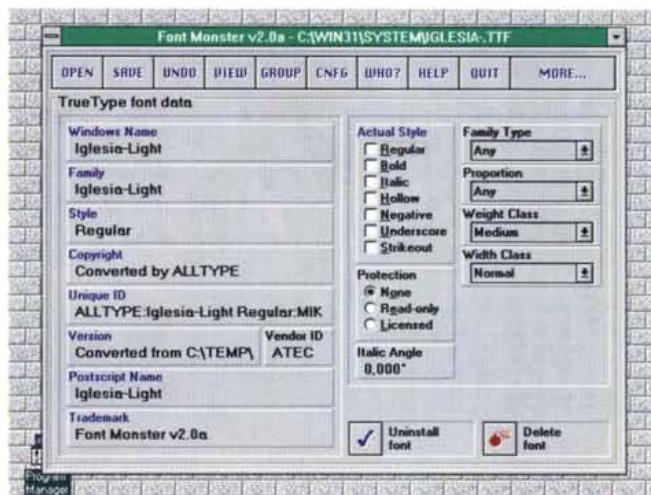 Font Monster v2.0a - C:\WIN31\SYSTEM\IGLESIA-.TTF
OPEN SAVE UNDO VIEW GROUP CNFG WHO? HELP QUIT MORE...
TrueType font data
Windows Name
Iglesia-Light
Family
Iglesia-Light
Style
Regular
Copyright
Converted by ALLTYPE
Unique ID
ALLTYPE:Iglesia-Light Regular:MIK
Version
Converted from C:\TEMP\
Vendor ID
ATEC
Postscript Name
Iglesia-Light
Trademark
Font Monster v2.0a
Actual Style
Regular
Bold
Italic
Hollow
Negative
Underscore
Strikeout
Protection
None
Read-only
Licensed
Italic Angle
0,000°
Family Type
Any
Proportion
Any
Weight Class
Medium
Width Class
Normal
Uninstall
font
Delete
font
Program
Manager